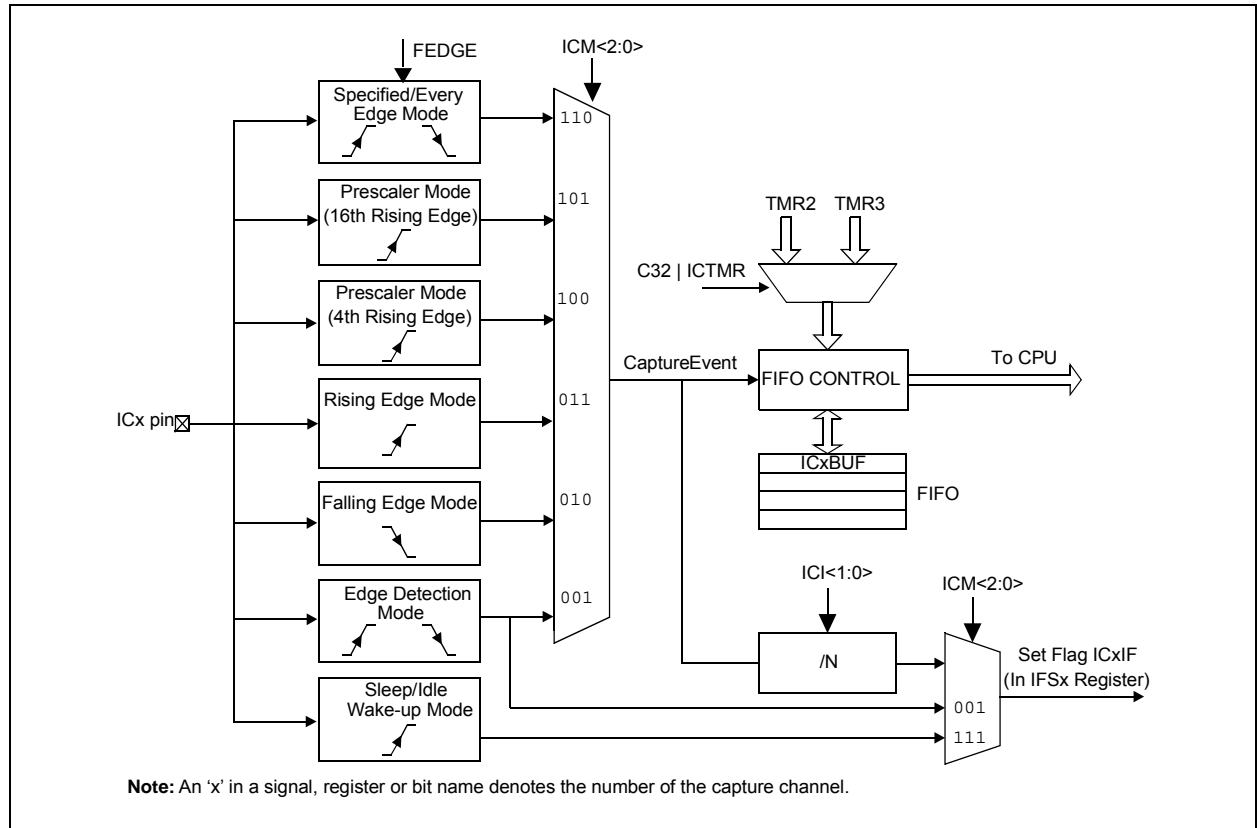 FEDGE
ICM<2:0>
Specified/Every
Edge Mode
110
Prescaler Mode
(16th Rising Edge)
101
TMR2
TMR3
C32 | ICTMR
Prescaler Mode
(4th Rising Edge)
100
CaptureEvent
FIFO CONTROL
To CPU
Rising Edge Mode
011
ICx pin
ICxBUF
FIFO
Falling Edge Mode
010
ICI<1:0>
ICM<2:0>
Edge Detection
Mode
001
/N
Set Flag ICxIF
(In IFSx Register)
Sleep/Idle
Wake-up Mode
001
111
Note: An ‘x’ in a signal, register or bit name denotes the number of the capture channel.